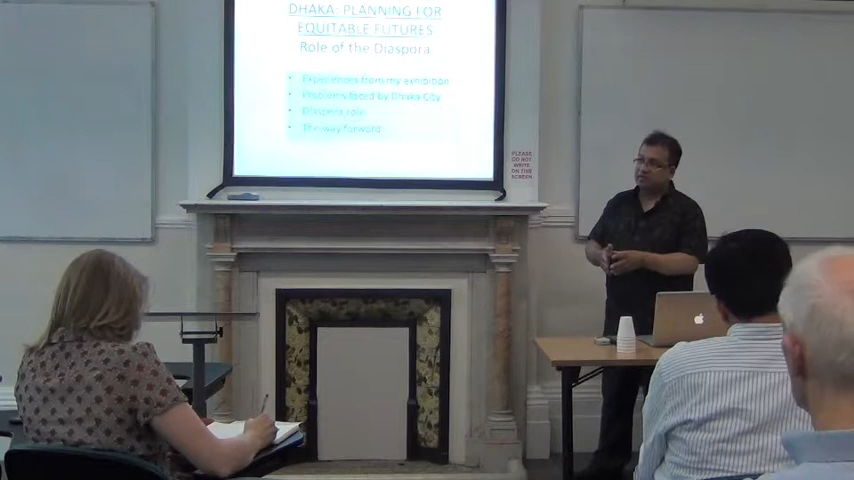 DHAKA: PLANNING FOR
EQUITABLE FUTURES
Role of the Diaspora
• Experiences from my exhibition
• Problems faced by Dhaka City
• Diaspora role
• The way forward
PLEASE
DO NOT
WRITE
ON THE
SCREEN